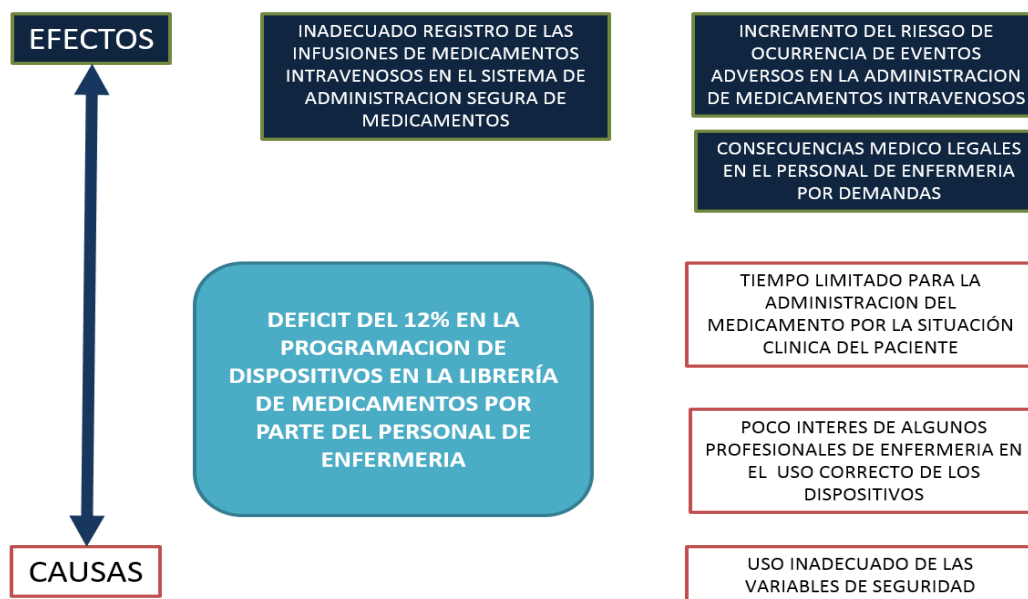 EFECTOS
INADECUADO REGISTRO DE LAS
INFUSIONES DE MEDICAMENTOS
INTRAVENOSOS EN EL SISTEMA DE
ADMINISTRACION SEGURA DE
MEDICAMENTOS
INCREMENTO DEL RIESGO DE
OCURRENCIA DE EVENTOS
ADVERSOS EN LA ADMINISTRACION
DE MEDICAMENTOS INTRAVENOSOS
CONSECUENCIAS MEDICO LEGALES
EN EL PERSONAL DE ENFERMERIA
POR DEMANDAS
DEFICIT DEL 12% EN LA
PROGRAMACION DE
DISPOSITIVOS EN LA LIBRERÍA
DE MEDICAMENTOS POR
PARTE DEL PERSONAL DE
ENFERMERIA
TIEMPO LIMITADO PARA LA
ADMINISTRACI0N DEL
MEDICAMENTO POR LA SITUACIÓN
CLINICA DEL PACIENTE
POCO INTERES DE ALGUNOS
PROFESIONALES DE ENFERMERIA EN
EL USO CORRECTO DE LOS
DISPOSITIVOS
CAUSAS
USO INADECUADO DE LAS
VARIABLES DE SEGURIDAD